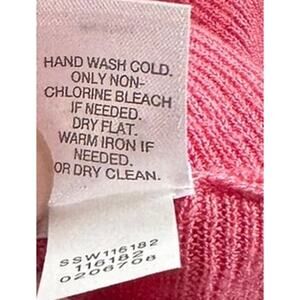 HAND WASH COLD.
ONLY NON-
CHLORINE BLEACH
IF NEEDED.
DRY FLAT.
WARM IRON IF
NEEDED.
OR DRY CLEAN.
SSW116182
116182
0206708